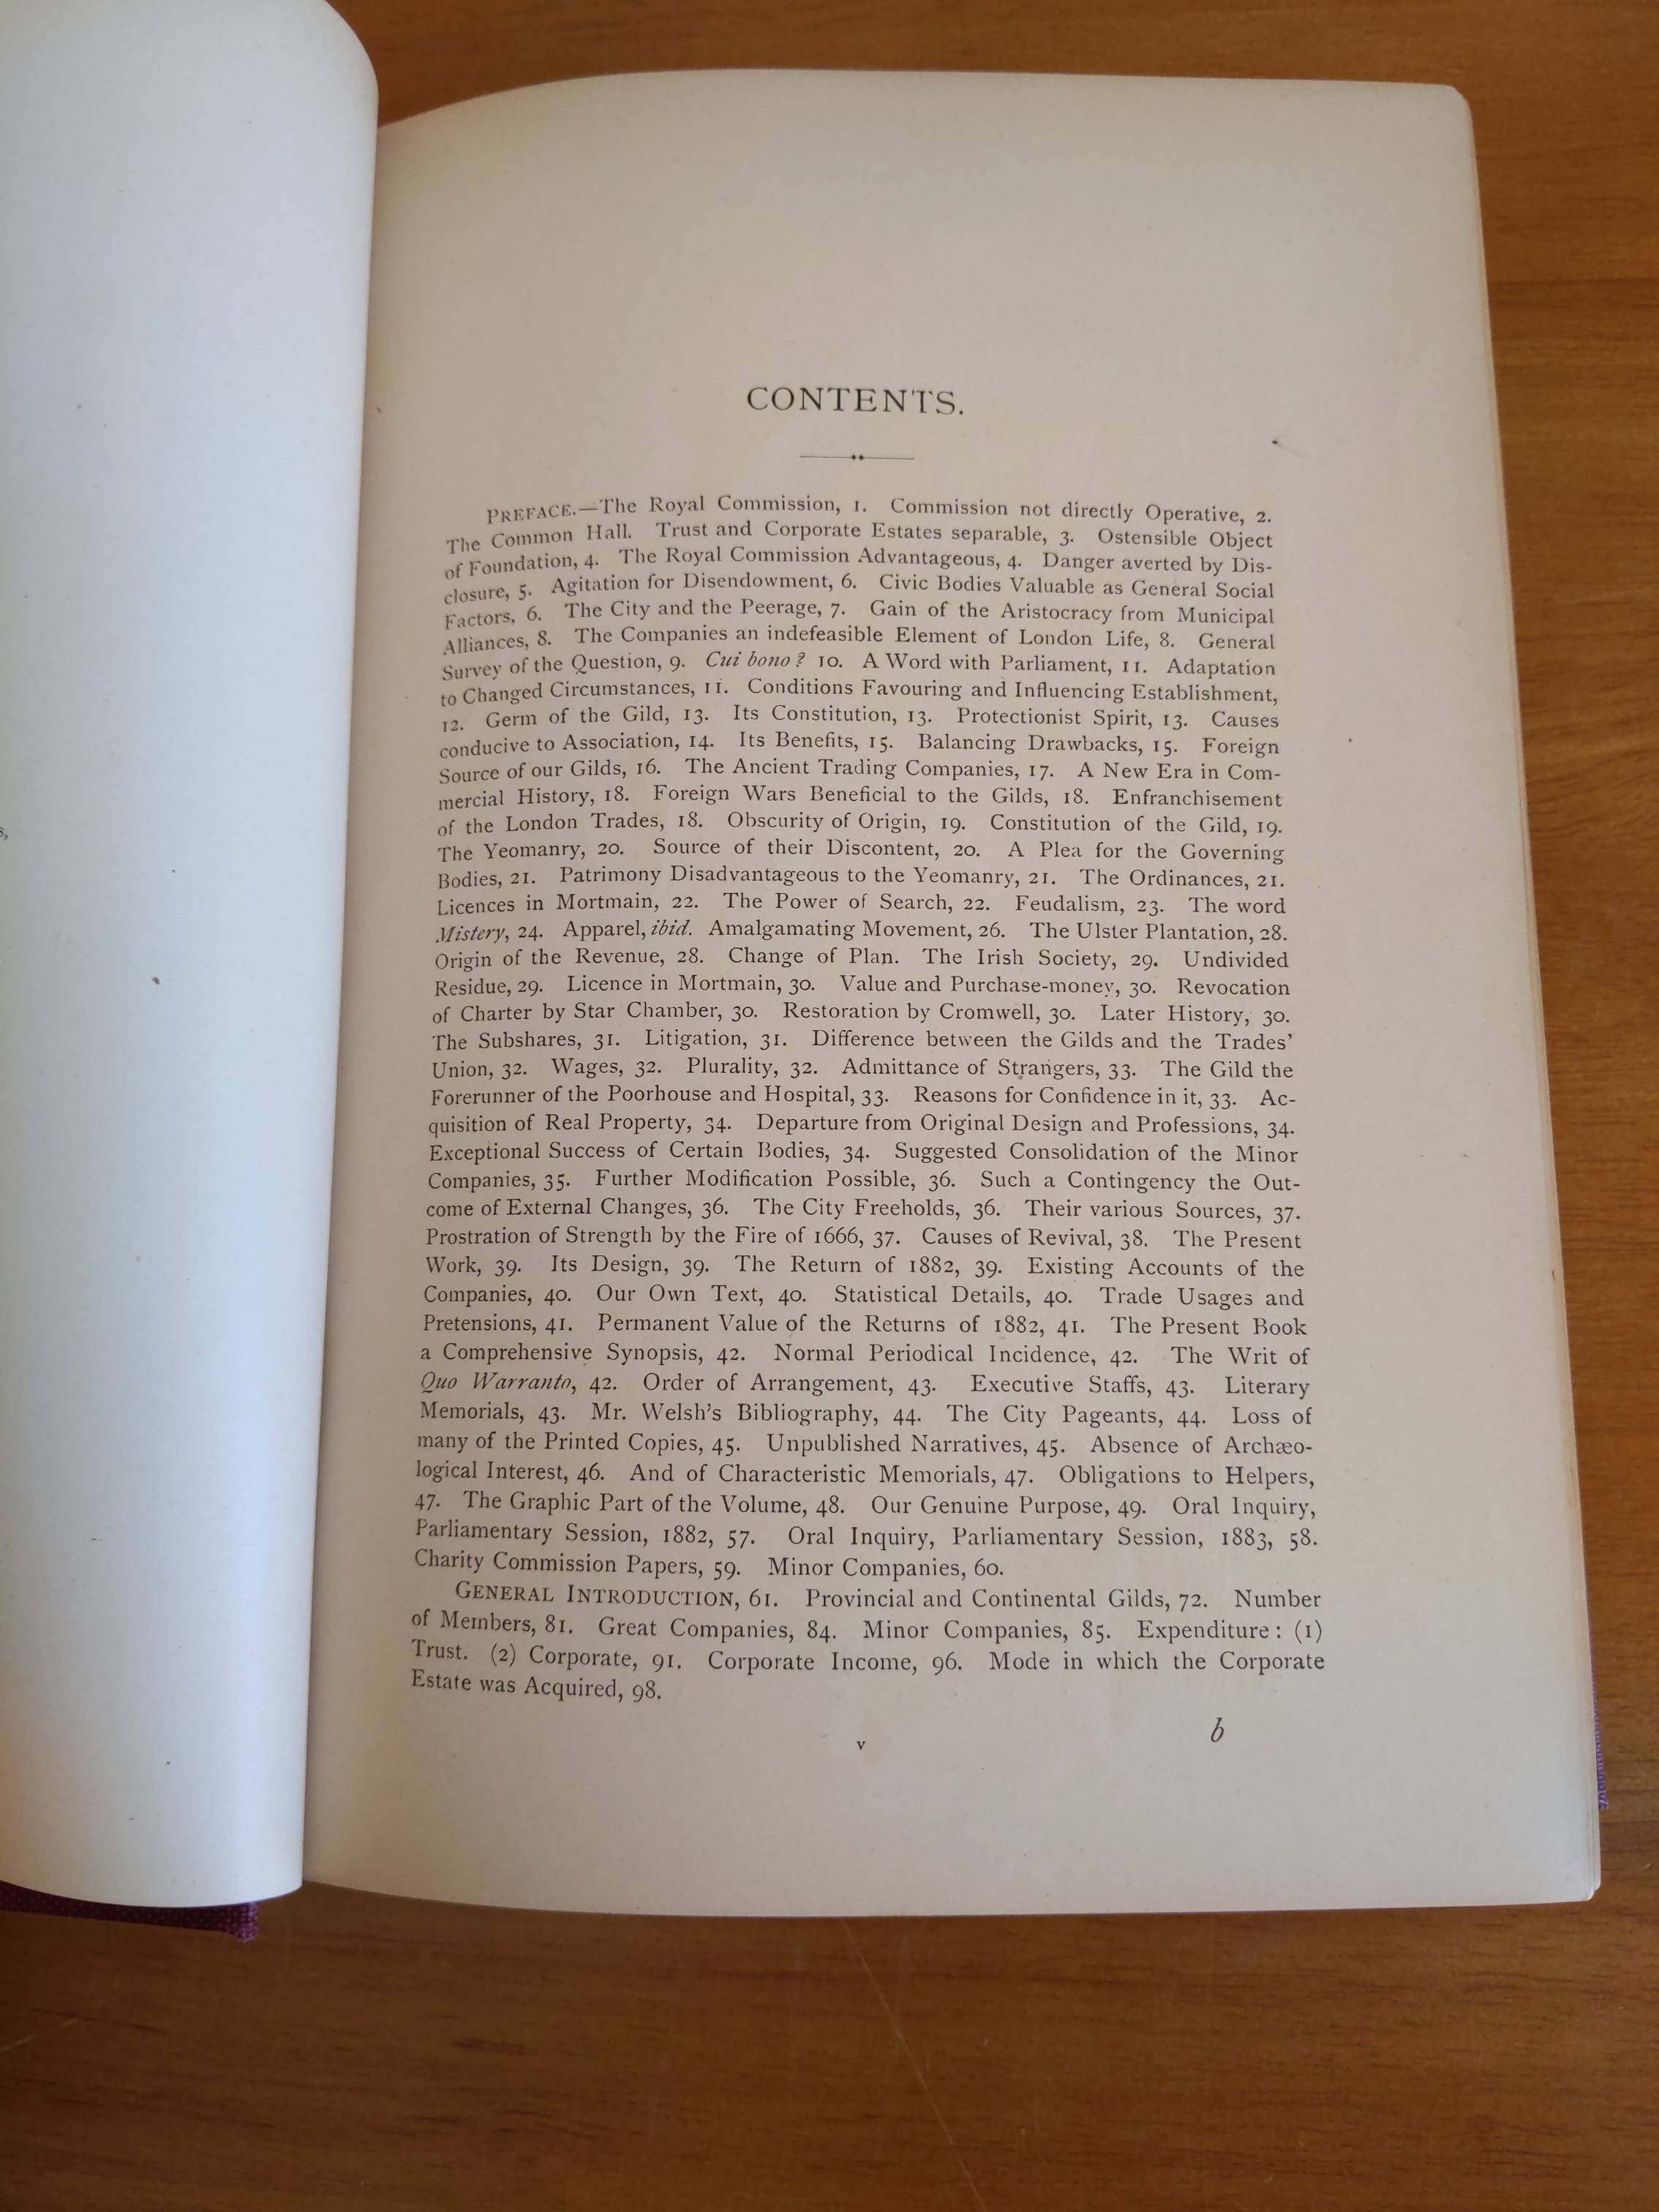 s,
CONTENTS.
PREFACE.—The Royal Commission, 1. Commission not directly Operative, 2.
The Common Hall. Trust and Corporate Estates separable, 3. Ostensible Object
of Foundation, 4. The Royal Commission Advantageous, 4. Danger averted by Dis-
closure, 5. Agitation for Disendowment, 6. Civic Bodies Valuable as General Social
Factors, 6. The City and the Peerage, 7. Gain of the Aristocracy from Municipal
Alliances, 8. The Companies an indefeasible Element of London Life, 8. General
Survey of the Question, 9. Cui bono? 10. A Word with Parliament, 11. Adaptation
to Changed Circumstances, 11. Conditions Favouring and Influencing Establishment,
12. Germ of the Gild, 13. Its Constitution, 13. Protectionist Spirit, 13. Causes
conducive to Association, 14. Its Benefits, 15. Balancing Drawbacks, 15. Foreign
Source of our Gilds, 16. The Ancient Trading Companies, 17. A New Era in Com-
mercial History, 18. Foreign Wars Beneficial to the Gilds, 18. Enfranchisement
of the London Trades, 18. Obscurity of Origin, 19. Constitution of the Gild, 19.
The Yeomanry, 20. Source of their Discontent, 20. A Plea for the Governing
Bodies, 21. Patrimony Disadvantageous to the Yeomanry, 21. The Ordinances, 21.
Licences in Mortmain, 22. The Power of Search, 22. Feudalism, 23. The word
Mistery, 24. Apparel, ibid. Amalgamating Movement, 26. The Ulster Plantation, 28.
Origin of the Revenue, 28. Change of Plan. The Irish Society, 29. Undivided
Residue, 29. Licence in Mortmain, 30. Value and Purchase-money, 30. Revocation
of Charter by Star Chamber, 30. Restoration by Cromwell, 30. Later History, 30.
The Subshares, 31. Litigation, 31. Difference between the Gilds and the Trades'
Union, 32. Wages, 32. Plurality, 32. Admittance of Strangers, 33. The Gild the
Forerunner of the Poorhouse and Hospital, 33. Reasons for Confidence in it, 33. Ac-
quisition of Real Property, 34. Departure from Original Design and Professions, 34.
Exceptional Success of Certain Bodies, 34. Suggested Consolidation of the Minor
Companies, 35. Further Modification Possible, 36. Such a Contingency the Out-
come of External Changes, 36. The City Freeholds, 36. Their various Sources, 37.
Prostration of Strength by the Fire of 1666, 37. Causes of Revival, 38. The Present
Work, 39. Its Design, 39. The Return of 1882, 39. Existing Accounts of the
Companies, 40. Our Own Text, 40. Statistical Details, 40. Trade Usages and
Pretensions, 41. Permanent Value of the Returns of 1882, 41. The Present Book
a Comprehensive Synopsis, 42. Normal Periodical Incidence, 42. The Writ of
Quo Warranto, 42. Order of Arrangement, 43. Executive Staffs, 43. Literary
Memorials, 43. Mr. Welsh's Bibliography, 44. The City Pageants, 44. Loss of
many of the Printed Copies, 45. Unpublished Narratives, 45. Absence of Archæo-
logical Interest, 46. And of Characteristic Memorials, 47. Obligations to Helpers,
47. The Graphic Part of the Volume, 48. Our Genuine Purpose, 49. Oral Inquiry,
Parliamentary Session, 1882, 57. Oral Inquiry, Parliamentary Session, 1883, 58.
Charity Commission Papers, 59. Minor Companies, 60.
GENERAL INTRODUCTION, 61. Provincial and Continental Gilds, 72. Number
of Members, 81. Great Companies, 84. Minor Companies, 85. Expenditure: (1)
Trust. (2) Corporate, 91. Corporate Income, 96. Mode in which the Corporate
Estate was Acquired, 98.
v
b